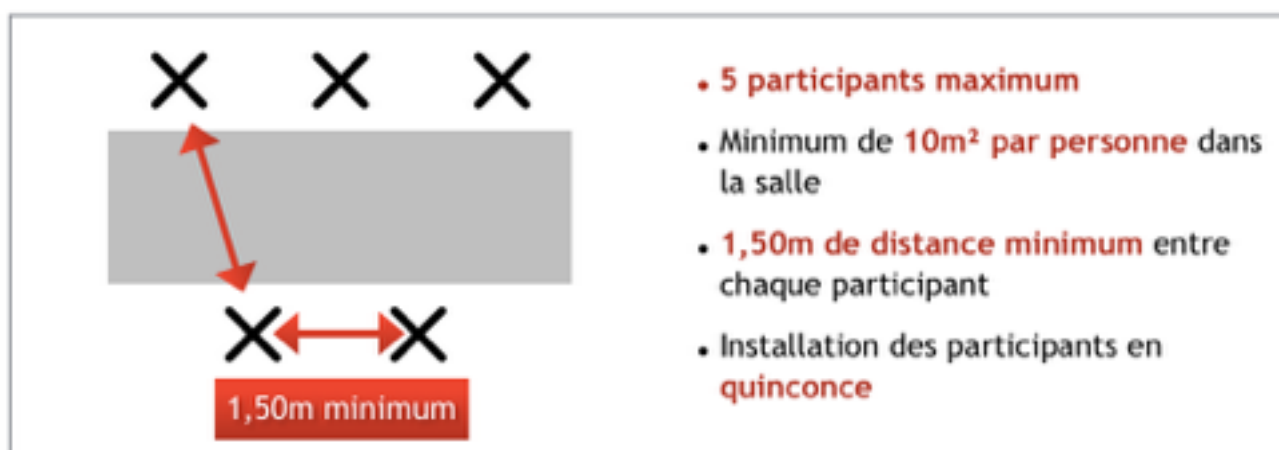 • 5 participants maximum
• Minimum de 10m² par personne dans
la salle
• 1,50m de distance minimum entre
chaque participant
• Installation des participants en
quinconce
1,50m minimum